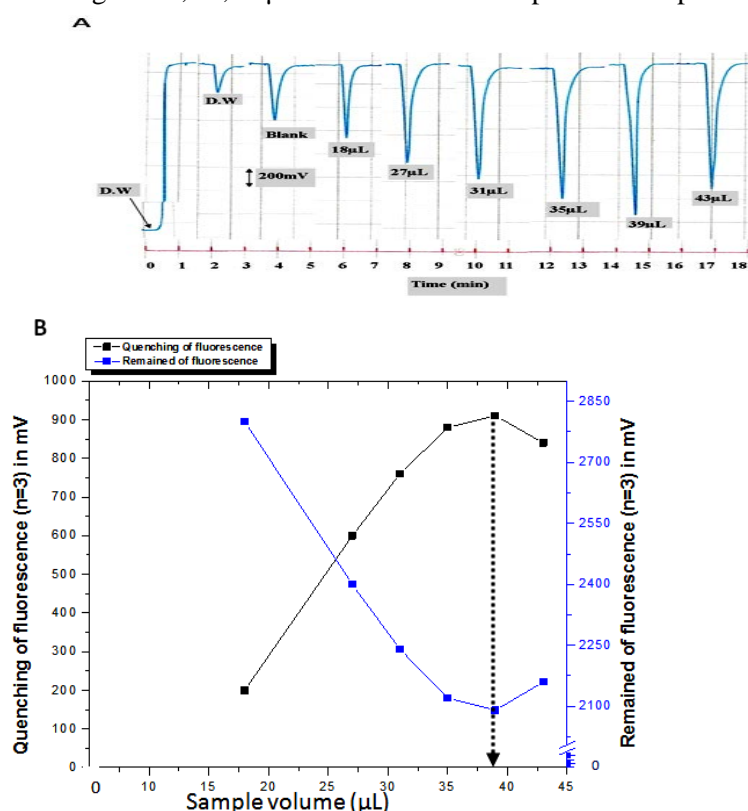 A
D.W
Blank
18µL
27µL
31µL
35µL
39µL
43µL
200mV
D.W
0 1 2 3 4 5 6 7 8 9 10 11 12 13 14 15 16 17 18
Time (min)
B
Quenching of fluorescence
Remained of fluorescence
Quenching of fluorescence (n=3) in mV
1000
900
800
700
600
500
400
300
200
100
0
2850
2700
2550
2400
2250
2100
0
Remained of fluorescence (n=3) in mV
0 10 15 20 25 30 35 40 45
Sample volume (µL)